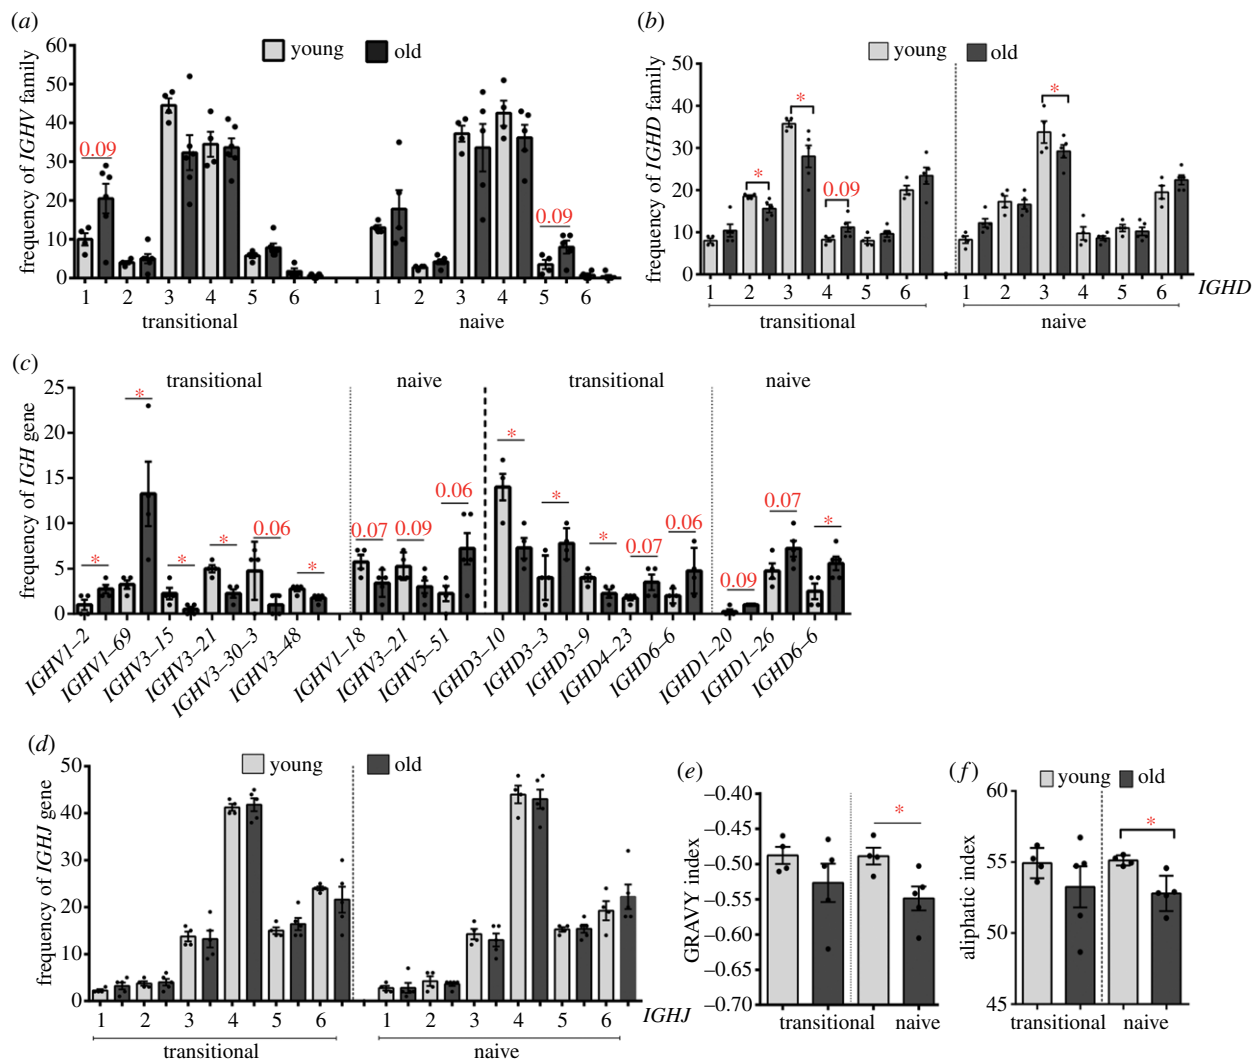 (a)
young old
frequency of IGHV family
60
50
40
30
20
10
0
0.09
0.09
1 2 3 4 5 6 1 2 3 4 5 6
transitional naive
(b)
young old
frequency of IGHD family
50
40
30
20
10
0
* * 0.09 *
1 2 3 4 5 6 1 2 3 4 5 6 IGHD
transitional naive
(c)
transitional naive transitional naive
frequency of IGH gene
25
20
15
10
5
0
* * * * 0.06 * 0.07 0.09 0.06 * * * 0.07 0.06 0.09 0.07 *
IGHV1–2 IGHV1–69 IGHV3–15 IGHV3–21 IGHV3–30–3 IGHV3–48 IGHV1–18 IGHV3–21 IGHV5–51 IGHD3–10 IGHD3–3 IGHD3–9 IGHD4–23 IGHD6–6 IGHD1–20 IGHD1–26 IGHD6–6
(d)
young old
frequency of IGHJ gene
50
40
30
20
10
0
1 2 3 4 5 6 1 2 3 4 5 6 IGHJ
transitional naive
(e)
GRAVY index
–0.40
–0.45
–0.50
–0.55
–0.60
–0.65
–0.70
*
transitional naive
(f)
young old
aliphatic index
60
55
50
45
*
transitional naive